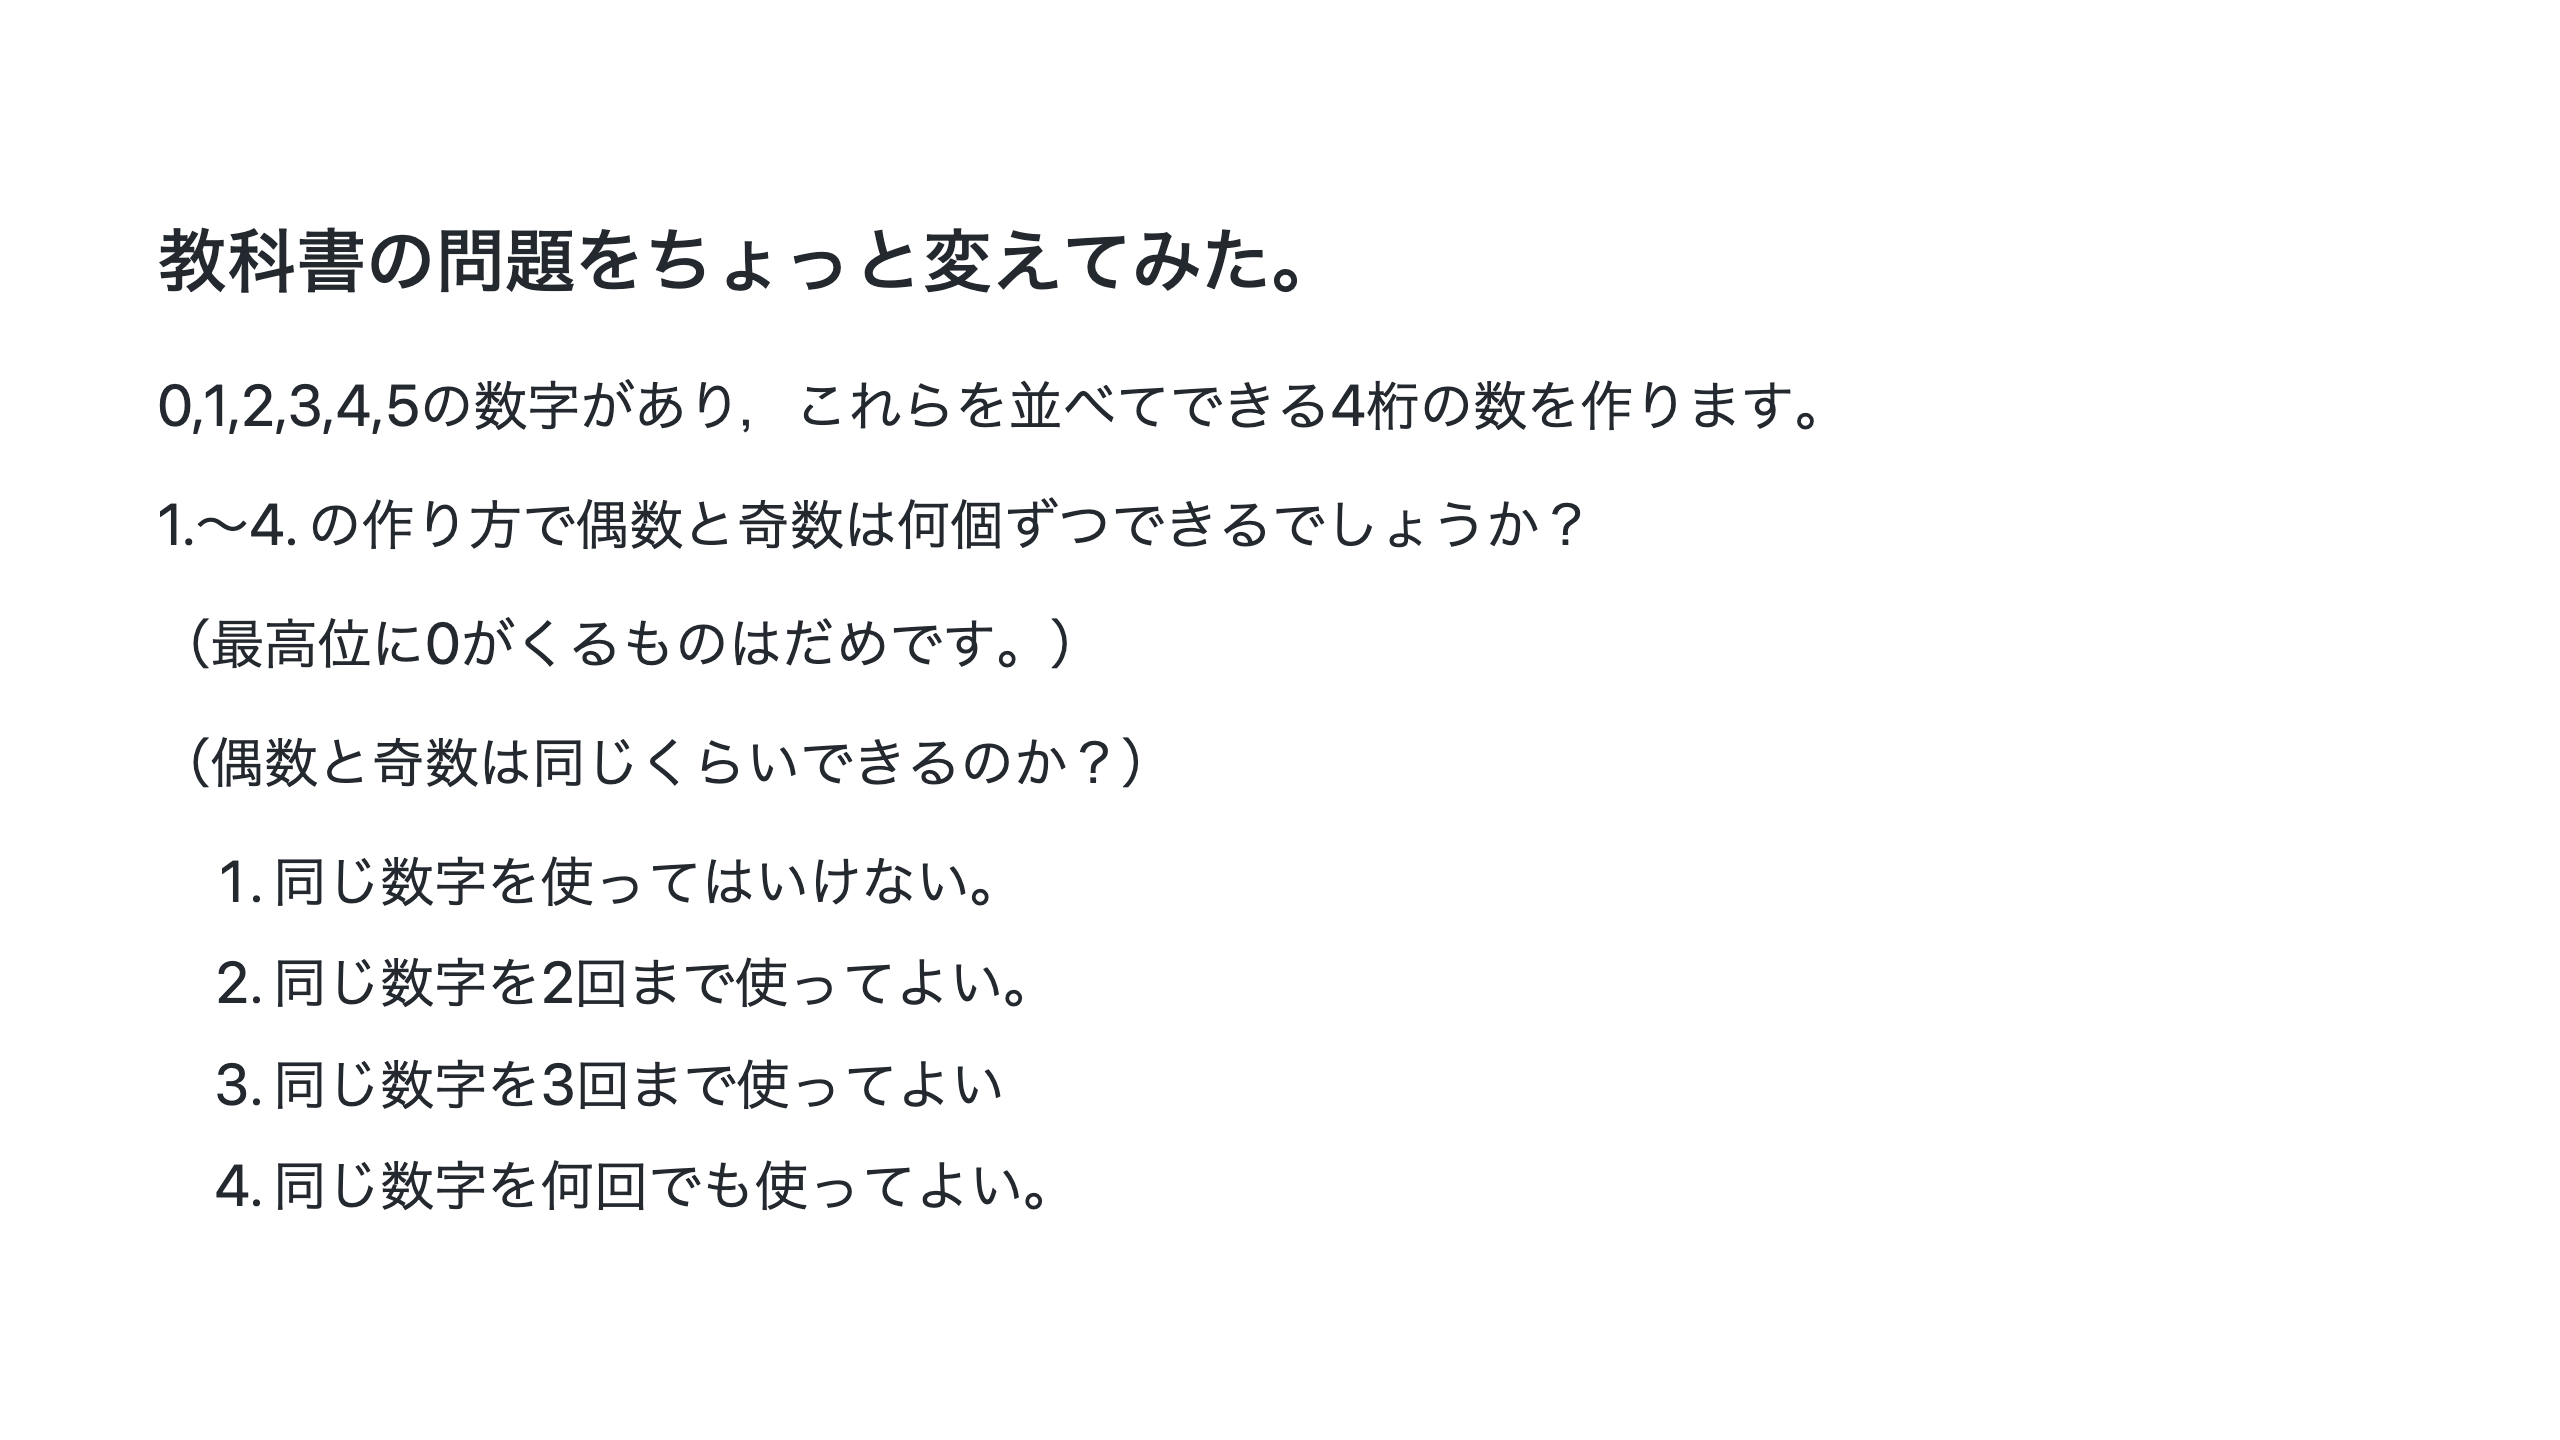 教科書の問題をちょっと変えてみた。
0,1,2,3,4,5の数字があり，これらを並べてできる4桁の数を作ります。
1.〜4. の作り方で偶数と奇数は何個ずつできるでしょうか？
（最高位に0がくるものはだめです。）
（偶数と奇数は同じくらいできるのか？）
1. 同じ数字を使ってはいけない。
2. 同じ数字を2回まで使ってよい。
3. 同じ数字を3回まで使ってよい
4. 同じ数字を何回でも使ってよい。